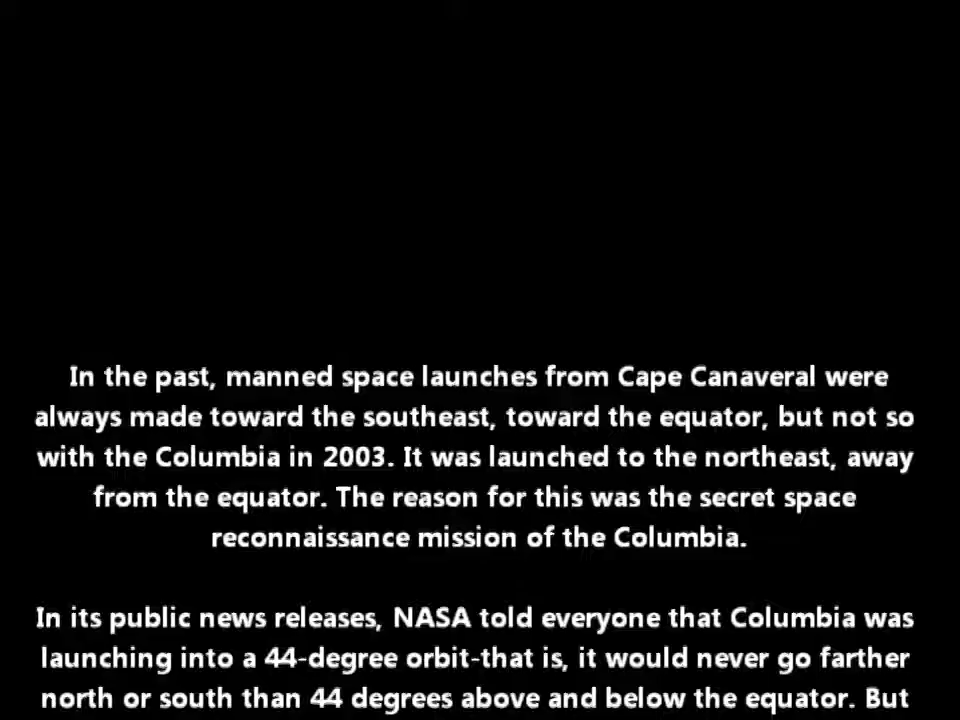 In the past, manned space launches from Cape Canaveral were
always made toward the southeast, toward the equator, but not so
with the Columbia in 2003. It was launched to the northeast, away
from the equator. The reason for this was the secret space
reconnaissance mission of the Columbia.
In its public news releases, NASA told everyone that Columbia was
launching into a 44-degree orbit-that is, it would never go farther
north or south than 44 degrees above and below the equator. But